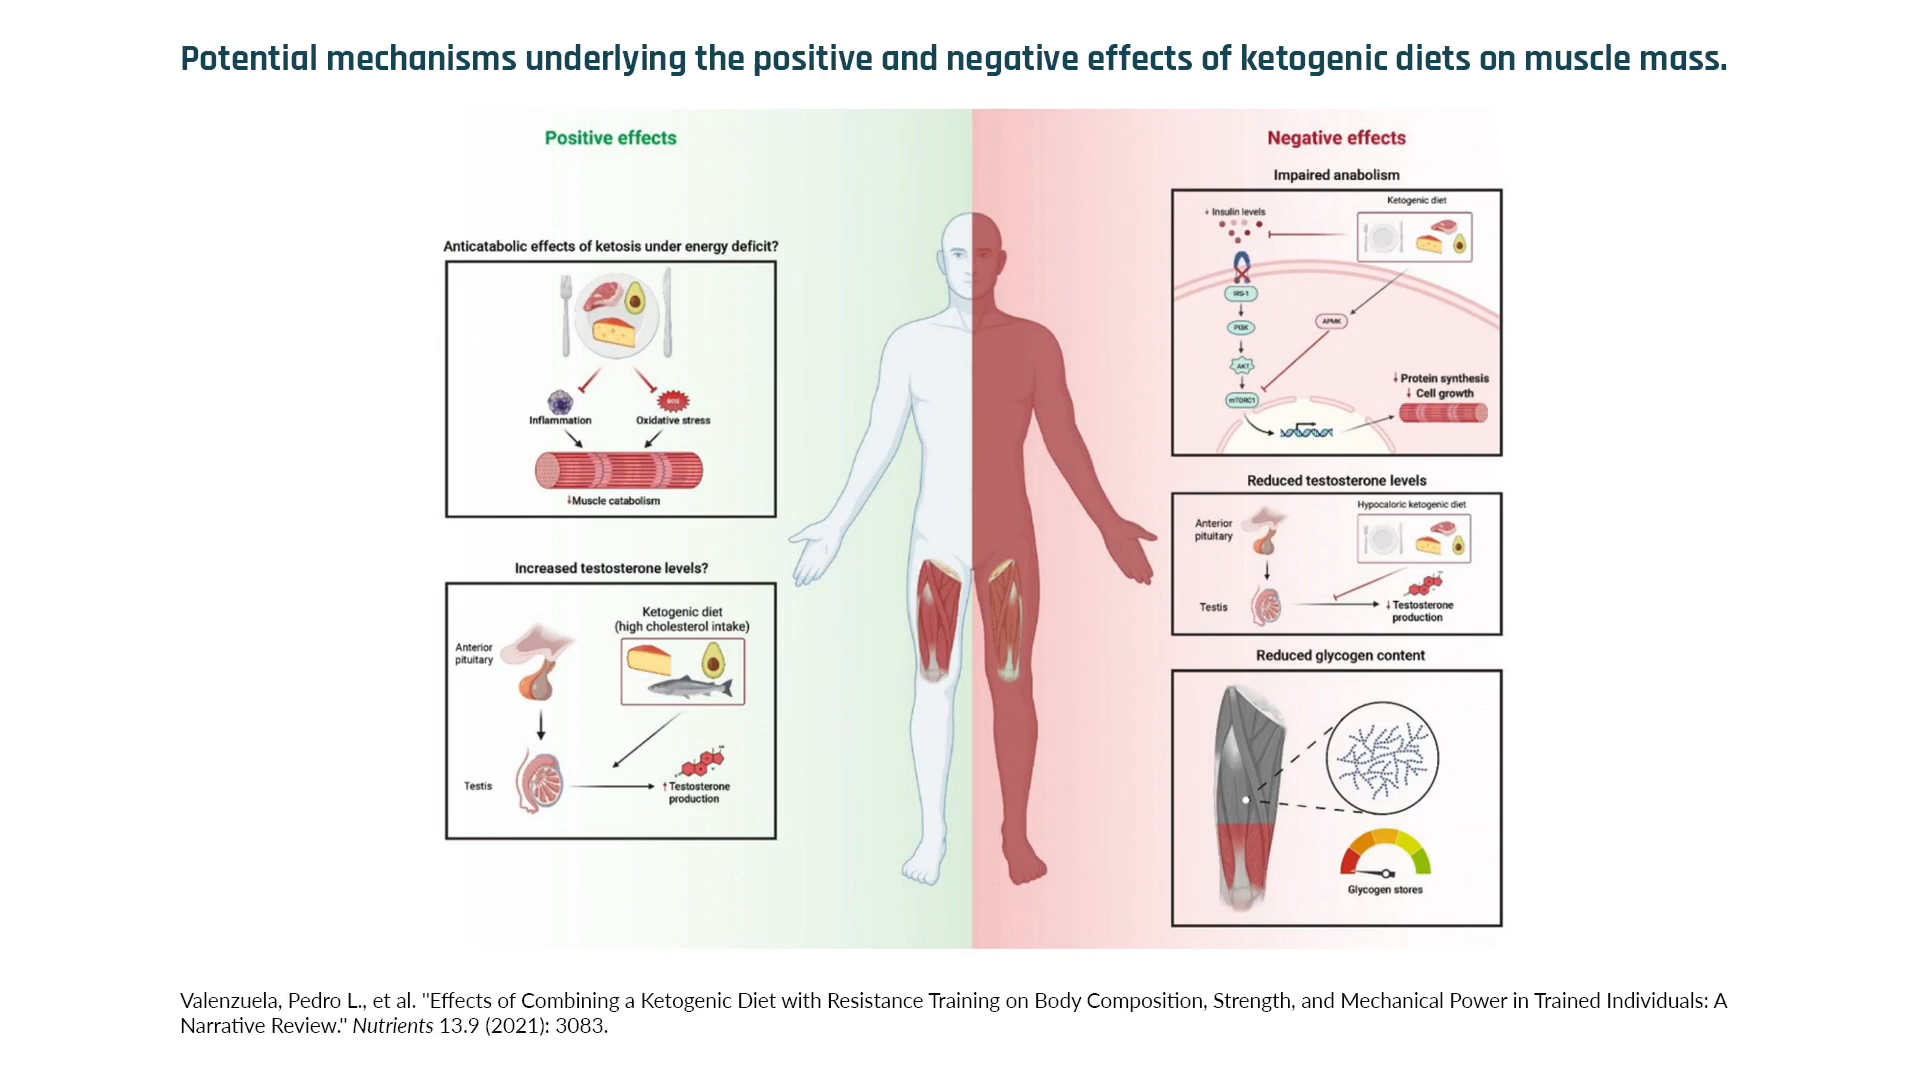 Potential mechanisms underlying the positive and negative effects of ketogenic diets on muscle mass.
Positive effects
Anticatabolic effects of ketosis under energy deficit?
ROS
Inflammation
Oxidative stress
↓Muscle catabolism
Increased testosterone levels?
Ketogenic diet
(high cholesterol intake)
Anterior
pituitary
Testis
↑Testosterone
production
Negative effects
Impaired anabolism
↓ Insulin levels
Ketogenic diet
IRS-1
PI3K
APMK
AKT
mTORC1
↓ Protein synthesis
↓ Cell growth
Reduced testosterone levels
Hypocaloric ketogenic diet
Anterior
pituitary
Testis
↓ Testosterone
production
Reduced glycogen content
Glycogen stores
Valenzuela, Pedro L., et al. "Effects of Combining a Ketogenic Diet with Resistance Training on Body Composition, Strength, and Mechanical Power in Trained Individuals: A
Narrative Review." Nutrients 13.9 (2021): 3083.